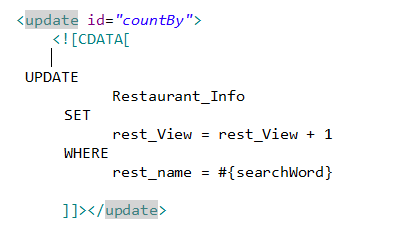 <update id="countBy">
<![CDATA[
UPDATE
Restaurant_Info
SET
rest_View = rest_View + 1
WHERE
rest_name = #{searchWord}
]]></update>